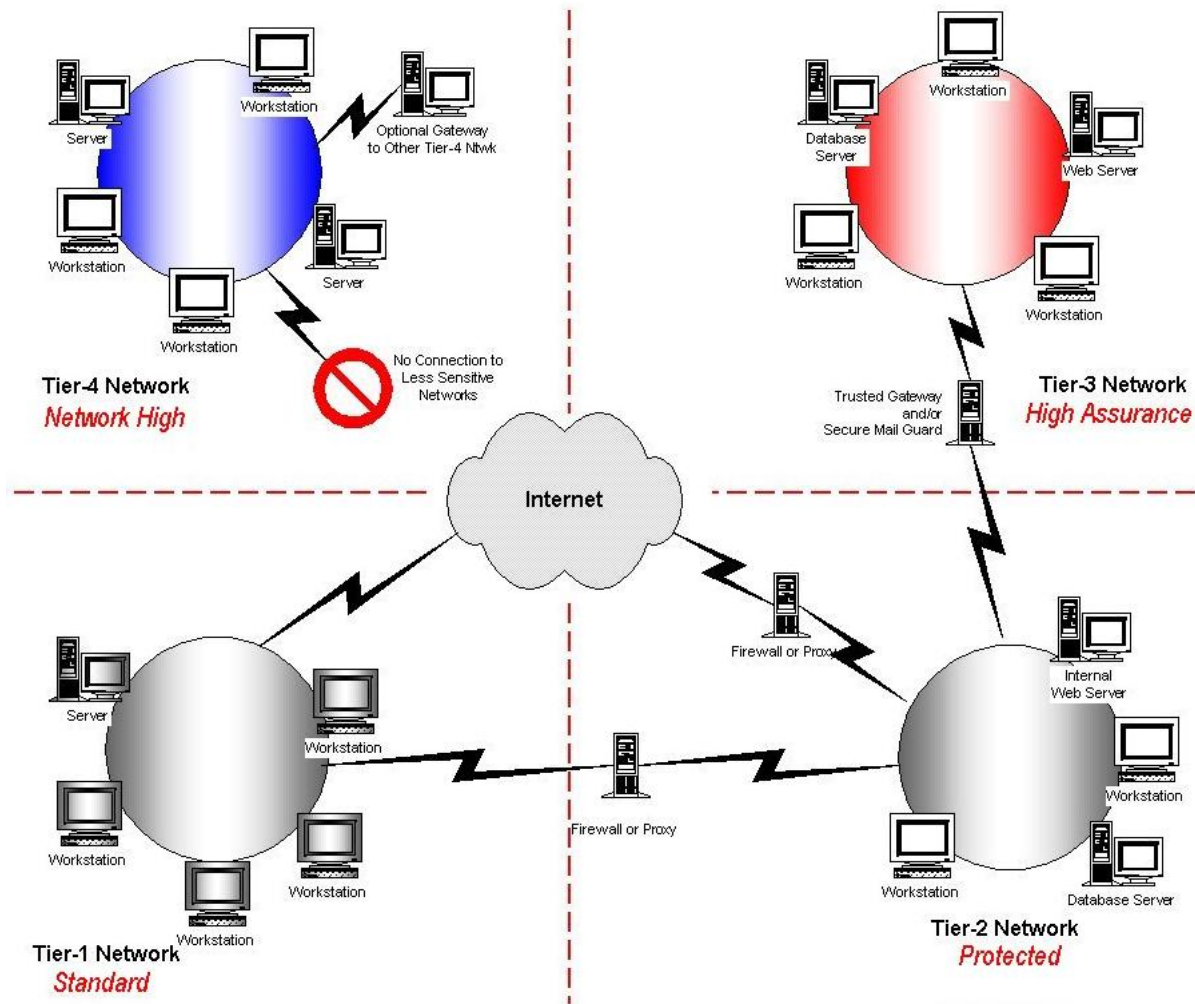 Workstation
Server
Optional Gateway
to Other Tier-4 Ntwk
Workstation
Server
Workstation
No Connection to
Less Sensitive
Networks
Tier-4 Network
Network High
Workstation
Database
Server
Web Server
Workstation
Workstation
Trusted Gateway
and/or
Secure Mail Guard
Tier-3 Network
High Assurance
Internet
Firewall or Proxy
Server
Workstation
Workstation
Workstation
Workstation
Tier-1 Network
Standard
Firewall or Proxy
Internal
Web Server
Workstation
Workstation
Database Server
Tier-2 Network
Protected